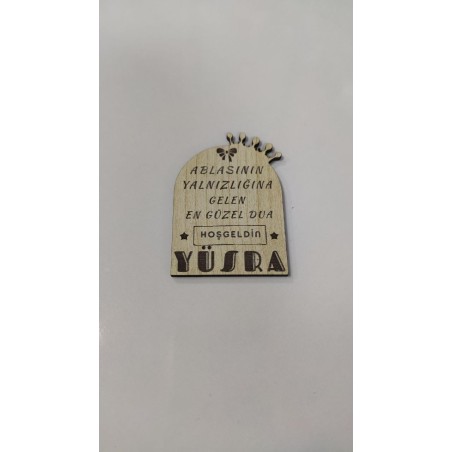 ABLASININ
YALNIZLIĞINA
GELEN
EN GÜZEL DUA
HOŞGELDİN
YÜSRA